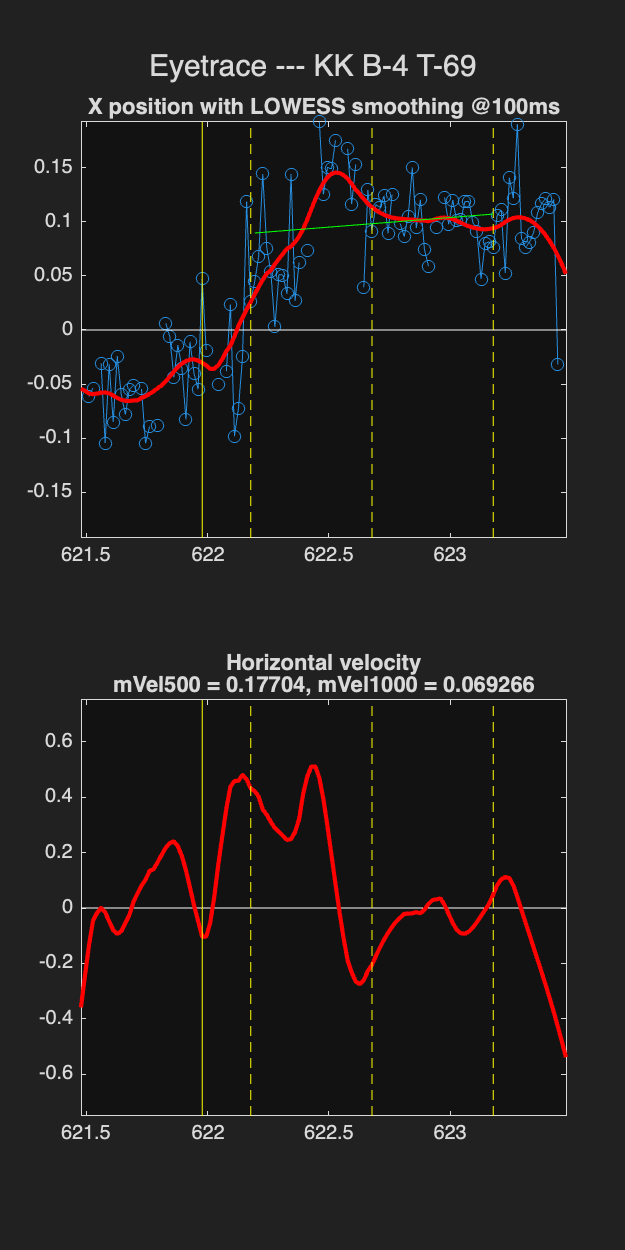 Eyetrace --- KK B-4 T-69
X position with LOWESS smoothing @100ms
0.15
0.1
0.05
0
-0.05
-0.1
-0.15
621.5 622 622.5 623
Horizontal velocity
mVel500 = 0.17704, mVel1000 = 0.069266
0.6
0.4
0.2
0
-0.2
-0.4
-0.6
621.5 622 622.5 623